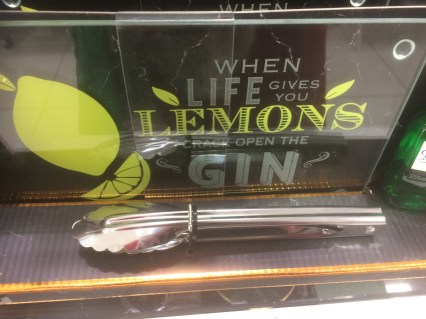 WHEN
LIFE GIVES
YOU
LEMONS
CRACK OPEN THE
GIN